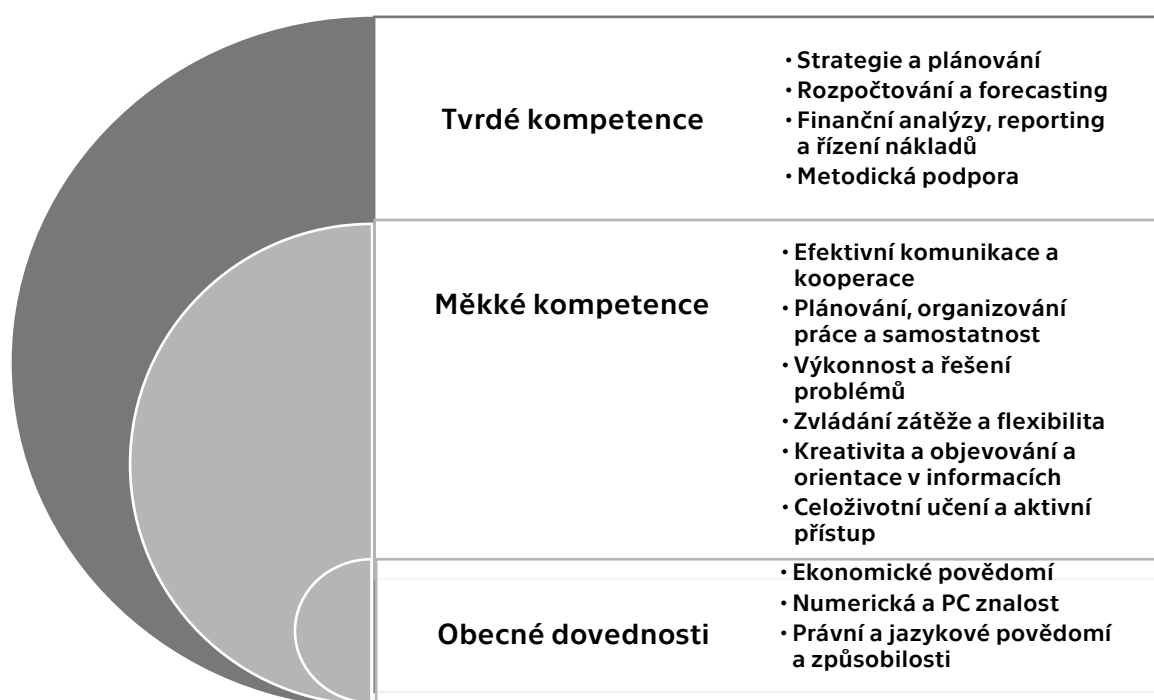 Tvrdé kompetence
· Strategie a plánování
· Rozpočtování a forecasting
· Finanční analýzy, reporting
a řízení nákladů
· Metodická podpora
Měkké kompetence
· Efektivní komunikace a
kooperace
· Plánování, organizování
práce a samostatnost
· Výkonnost a řešení
problémů
· Zvládání zátěže a flexibilita
· Kreativita a objevování a
orientace v informacích
· Celoživotní učení a aktivní
přístup
Obecné dovednosti
· Ekonomické povědomí
· Numerická a PC znalost
· Právní a jazykové povědomí
a způsobilosti